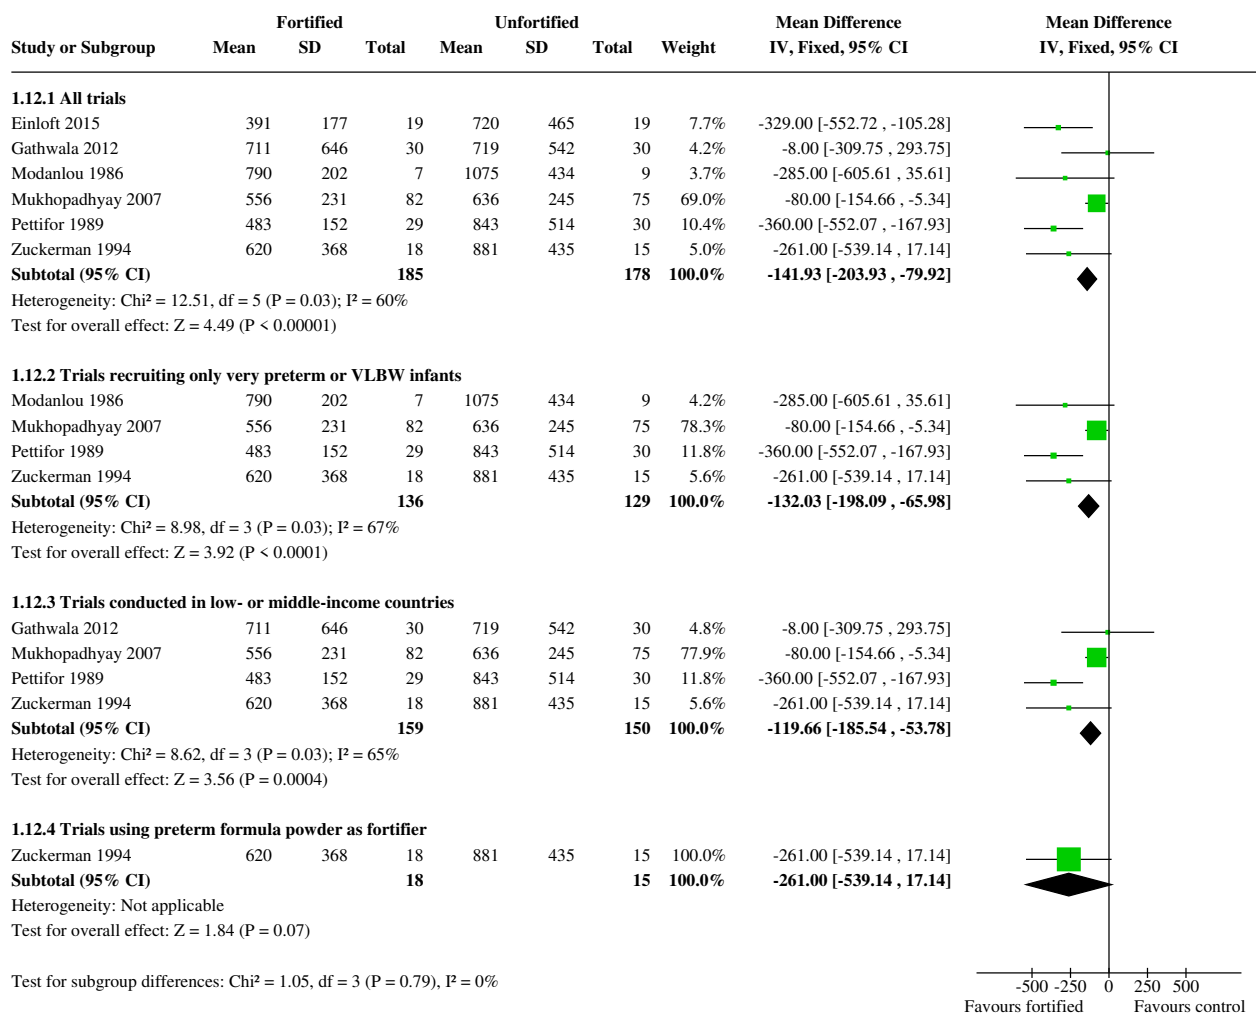 Fortified Unfortified Mean Difference Mean Difference
Study or Subgroup Mean SD Total Mean SD Total Weight IV, Fixed, 95% CI IV, Fixed, 95% CI
1.12.1 All trials
Einloft 2015 391 177 19 720 465 19 7.7% -329.00 [-552.72 , -105.28]
Gathwala 2012 711 646 30 719 542 30 4.2% -8.00 [-309.75 , 293.75]
Modanlou 1986 790 202 7 1075 434 9 3.7% -285.00 [-605.61 , 35.61]
Mukhopadhyay 2007 556 231 82 636 245 75 69.0% -80.00 [-154.66 , -5.34]
Pettifor 1989 483 152 29 843 514 30 10.4% -360.00 [-552.07 , -167.93]
Zuckerman 1994 620 368 18 881 435 15 5.0% -261.00 [-539.14 , 17.14]
Subtotal (95% CI) 185 178 100.0% -141.93 [-203.93 , -79.92]
Heterogeneity: Chi² = 12.51, df = 5 (P = 0.03); I² = 60%
Test for overall effect: Z = 4.49 (P < 0.00001)
1.12.2 Trials recruiting only very preterm or VLBW infants
Modanlou 1986 790 202 7 1075 434 9 4.2% -285.00 [-605.61 , 35.61]
Mukhopadhyay 2007 556 231 82 636 245 75 78.3% -80.00 [-154.66 , -5.34]
Pettifor 1989 483 152 29 843 514 30 11.8% -360.00 [-552.07 , -167.93]
Zuckerman 1994 620 368 18 881 435 15 5.6% -261.00 [-539.14 , 17.14]
Subtotal (95% CI) 136 129 100.0% -132.03 [-198.09 , -65.98]
Heterogeneity: Chi² = 8.98, df = 3 (P = 0.03); I² = 67%
Test for overall effect: Z = 3.92 (P < 0.0001)
1.12.3 Trials conducted in low- or middle-income countries
Gathwala 2012 711 646 30 719 542 30 4.8% -8.00 [-309.75 , 293.75]
Mukhopadhyay 2007 556 231 82 636 245 75 77.9% -80.00 [-154.66 , -5.34]
Pettifor 1989 483 152 29 843 514 30 11.8% -360.00 [-552.07 , -167.93]
Zuckerman 1994 620 368 18 881 435 15 5.6% -261.00 [-539.14 , 17.14]
Subtotal (95% CI) 159 150 100.0% -119.66 [-185.54 , -53.78]
Heterogeneity: Chi² = 8.62, df = 3 (P = 0.03); I² = 65%
Test for overall effect: Z = 3.56 (P = 0.0004)
1.12.4 Trials using preterm formula powder as fortifier
Zuckerman 1994 620 368 18 881 435 15 100.0% -261.00 [-539.14 , 17.14]
Subtotal (95% CI) 18 15 100.0% -261.00 [-539.14 , 17.14]
Heterogeneity: Not applicable
Test for overall effect: Z = 1.84 (P = 0.07)
Test for subgroup differences: Chi² = 1.05, df = 3 (P = 0.79), I² = 0%
-500 -250 0 250 500
Favours fortified Favours control